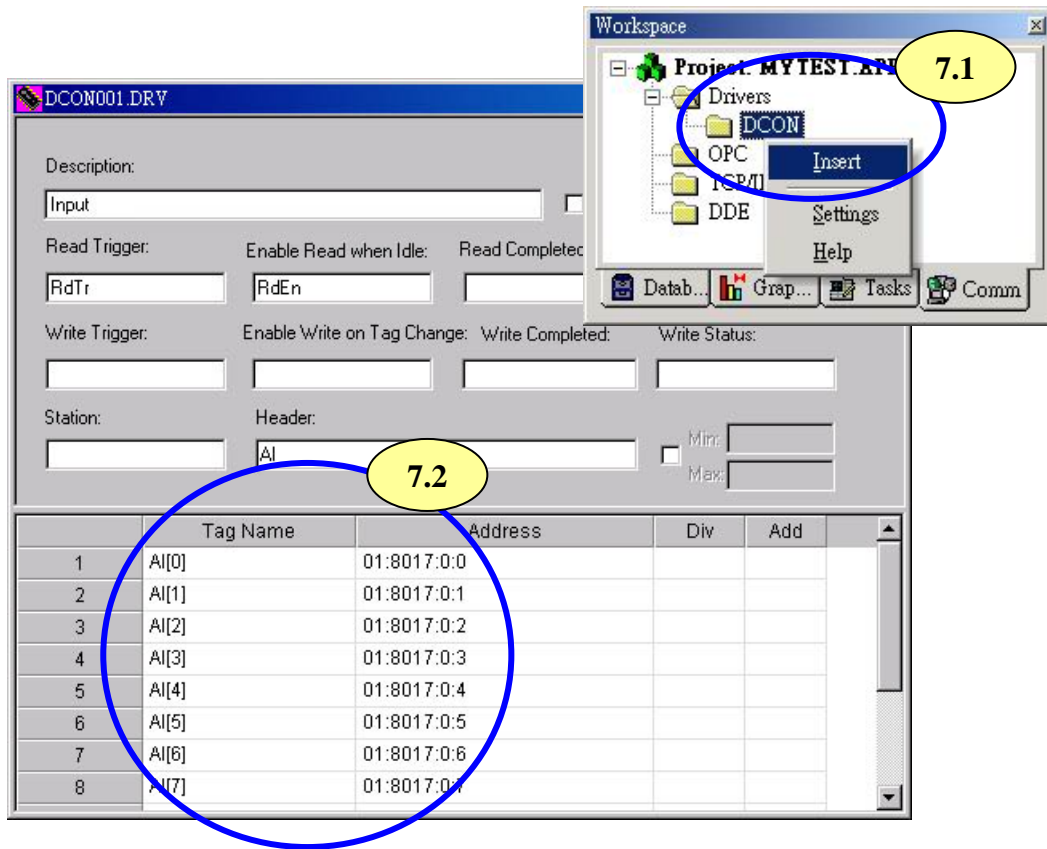 Workspace
Project: MYTEST.APP
7.1
Drivers
DCON
OPC
Insert
DDE
Settings
Help
Datab... Grap... Tasks Comm
DCON001.DRV
Description:
Input
Read Trigger: Enable Read when Idle: Read Completed
RdTr RdEn
Write Trigger: Enable Write on Tag Change: Write Completed: Write Status:
Station: Header:
AI
Min:
Max:
7.2
Tag Name Address Div Add
1 AI[0] 01:8017:0:0
2 AI[1] 01:8017:0:1
3 AI[2] 01:8017:0:2
4 AI[3] 01:8017:0:3
5 AI[4] 01:8017:0:4
6 AI[5] 01:8017:0:5
7 AI[6] 01:8017:0:6
8 AI[7] 01:8017:0:7